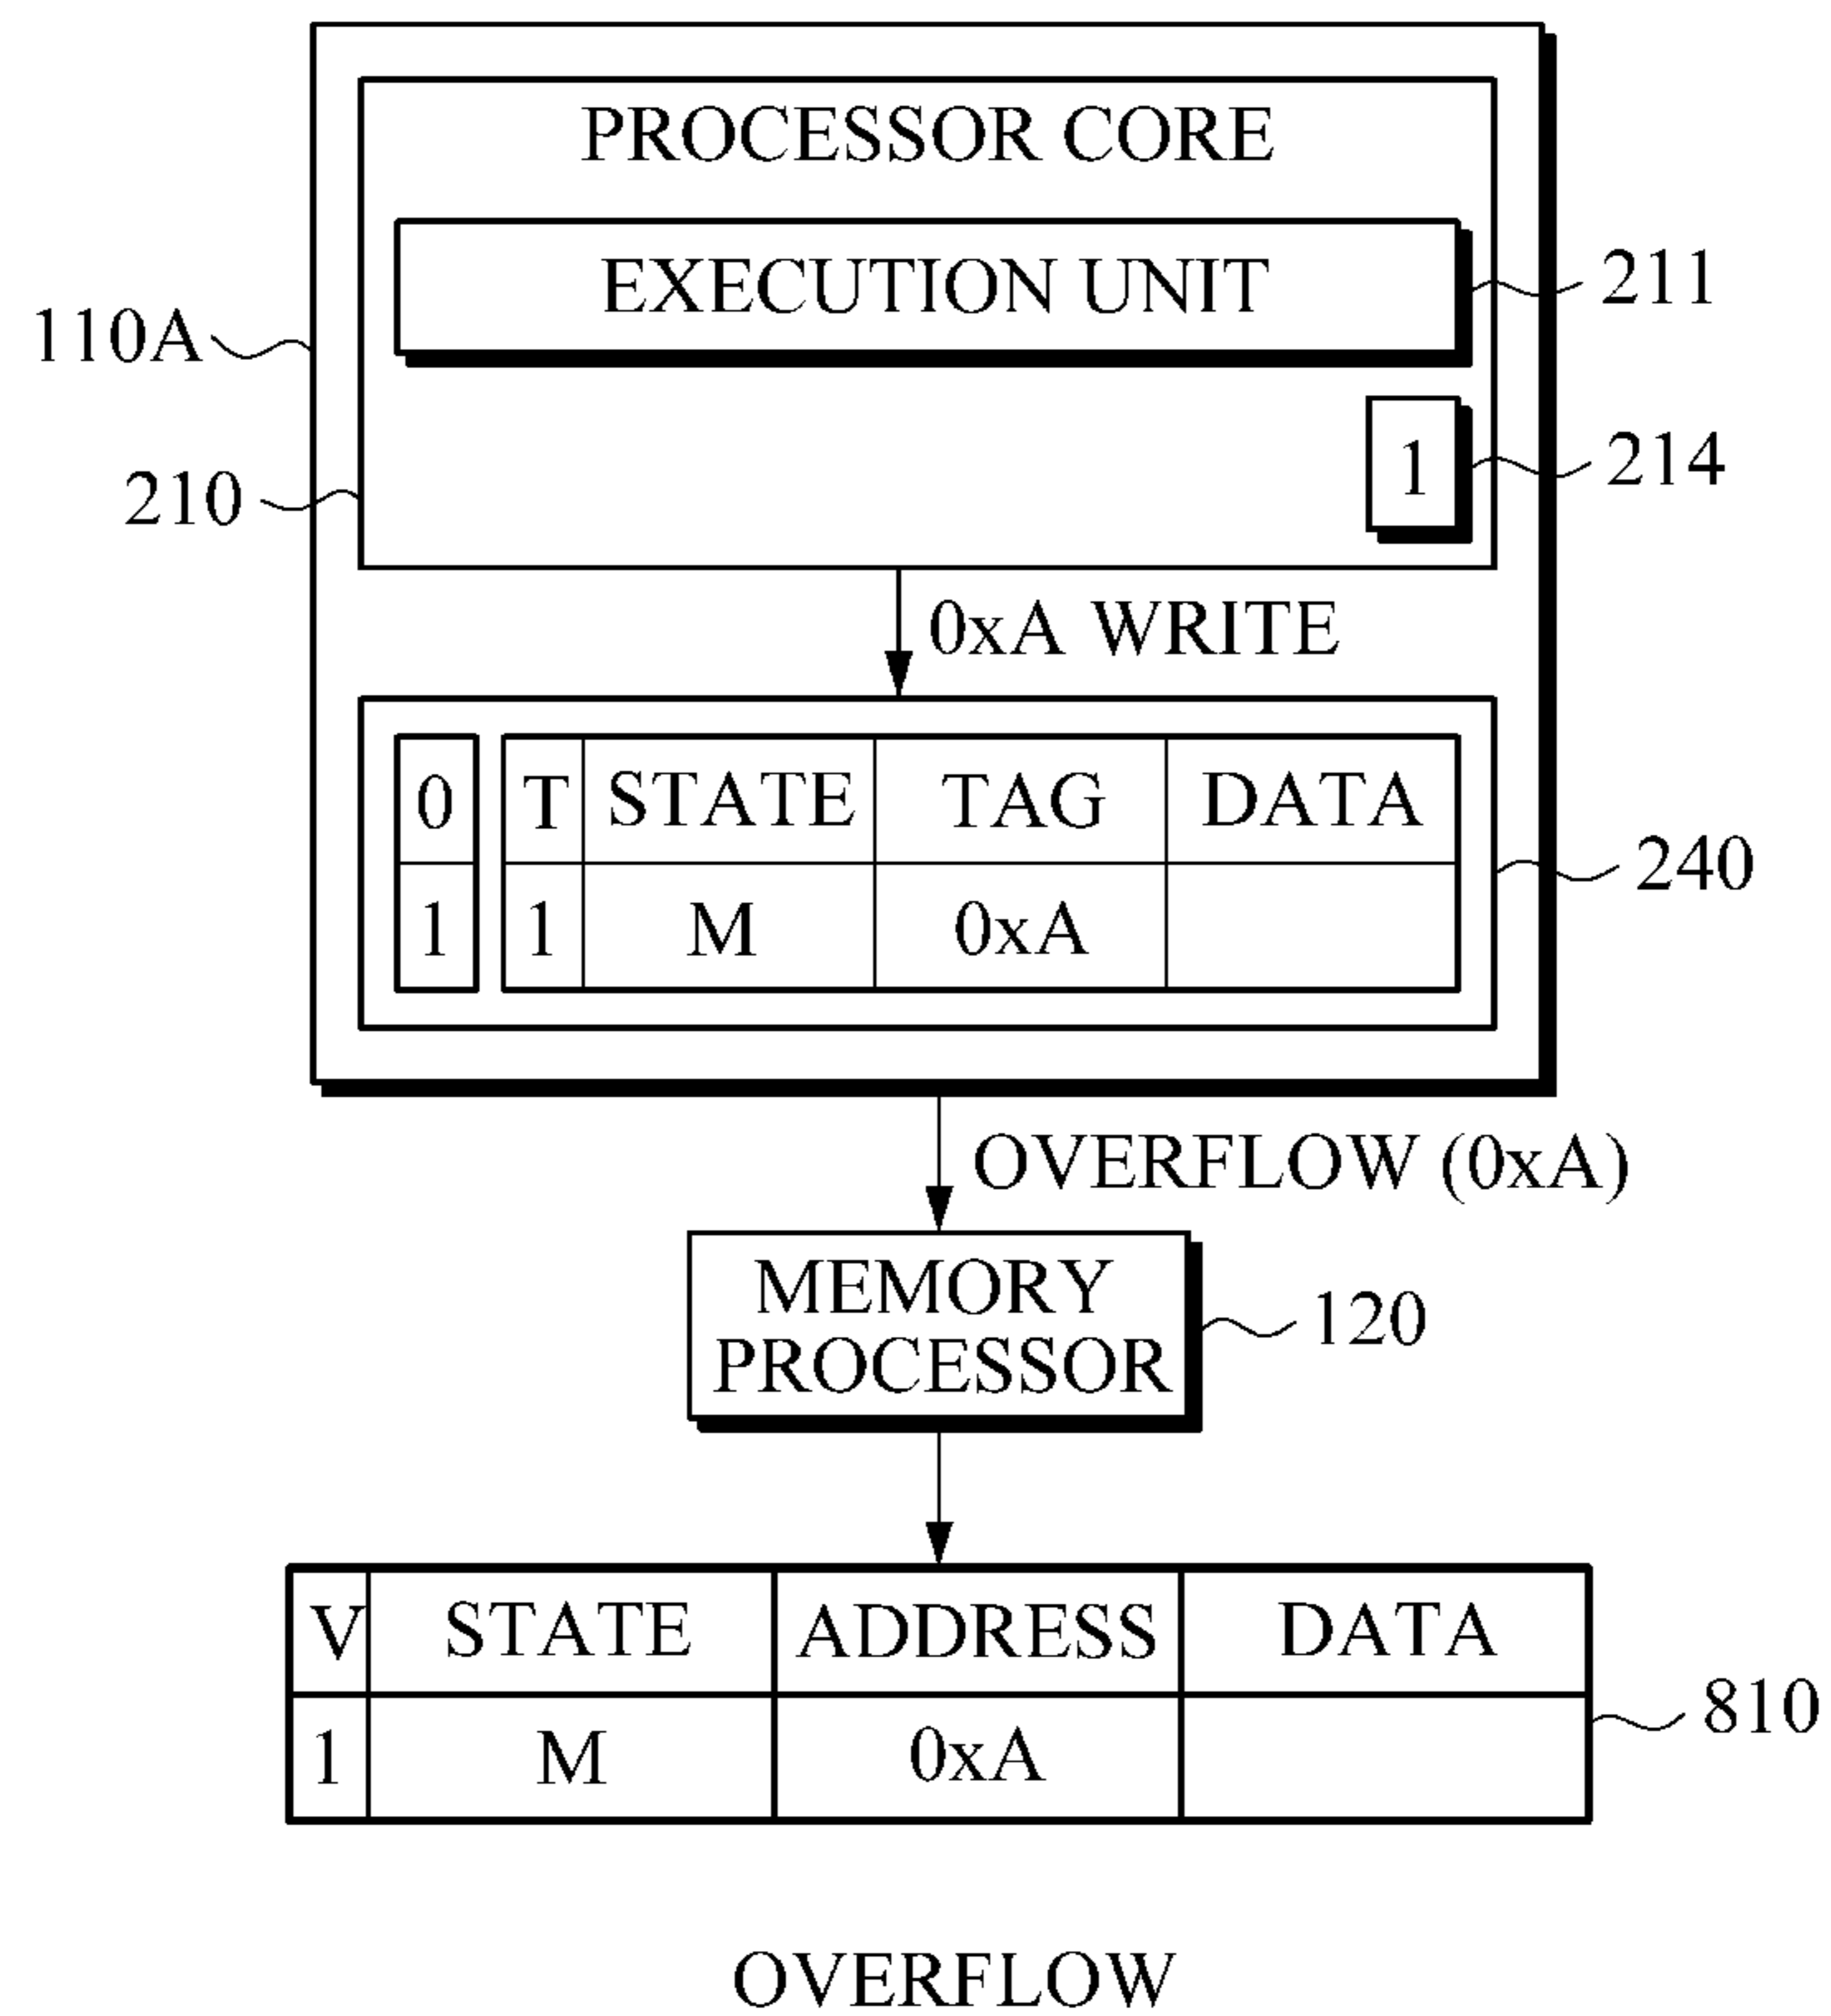 PROCESSOR CORE
EXECUTION UNIT
211
110A
1
214
210
0xA WRITE
0 T STATE TAG DATA
1 1 M 0xA
240
OVERFLOW (0xA)
MEMORY
PROCESSOR
120
V STATE ADDRESS DATA
1 M 0xA
810
OVERFLOW